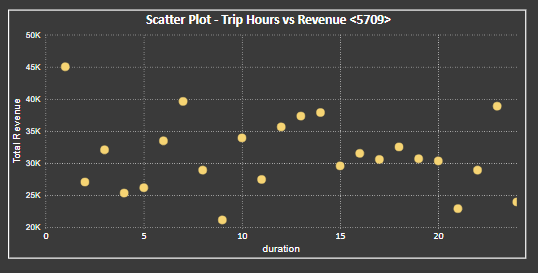 Scatter Plot - Trip Hours vs Revenue <5709>
50K
45K
40K
35K
30K
25K
20K
Total Revenue
0 5 10 15 20
duration